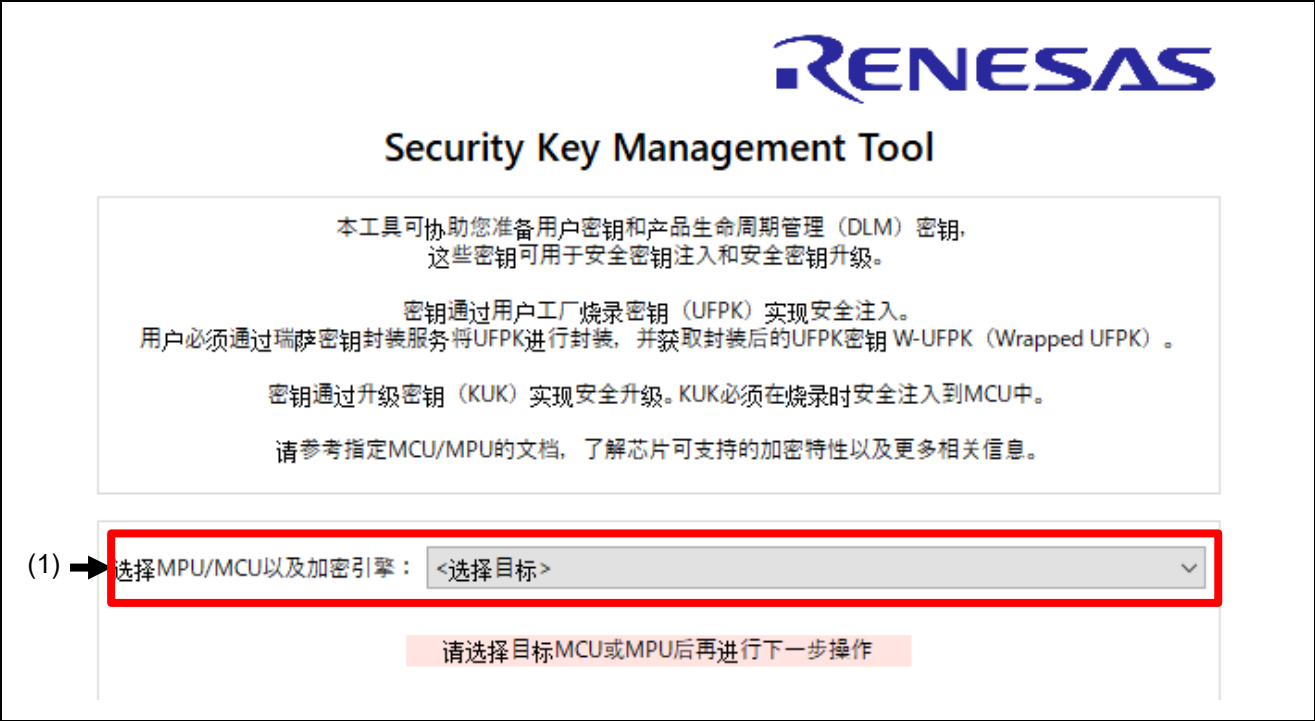 RENESAS
Security Key Management Tool
本工具可协助您准备用户密钥和产品生命周期管理（DLM）密钥，
这些密钥可用于安全密钥注入和安全密钥升级。
密钥通过用户工厂烧录密钥（UFPK）实现安全注入。
用户必须通过瑞萨密钥封装服务将UFPK进行封装，并获取封装后的UFPK密钥 W-UFPK（Wrapped UFPK）。
密钥通过升级密钥（KUK）实现安全升级。KUK必须在烧录时安全注入到MCU中。
请参考指定MCU/MPU的文档，了解芯片可支持的加密特性以及更多相关信息。
(1) 选择MPU/MCU以及加密引擎： <选择目标>
请选择目标MCU或MPU后再进行下一步操作